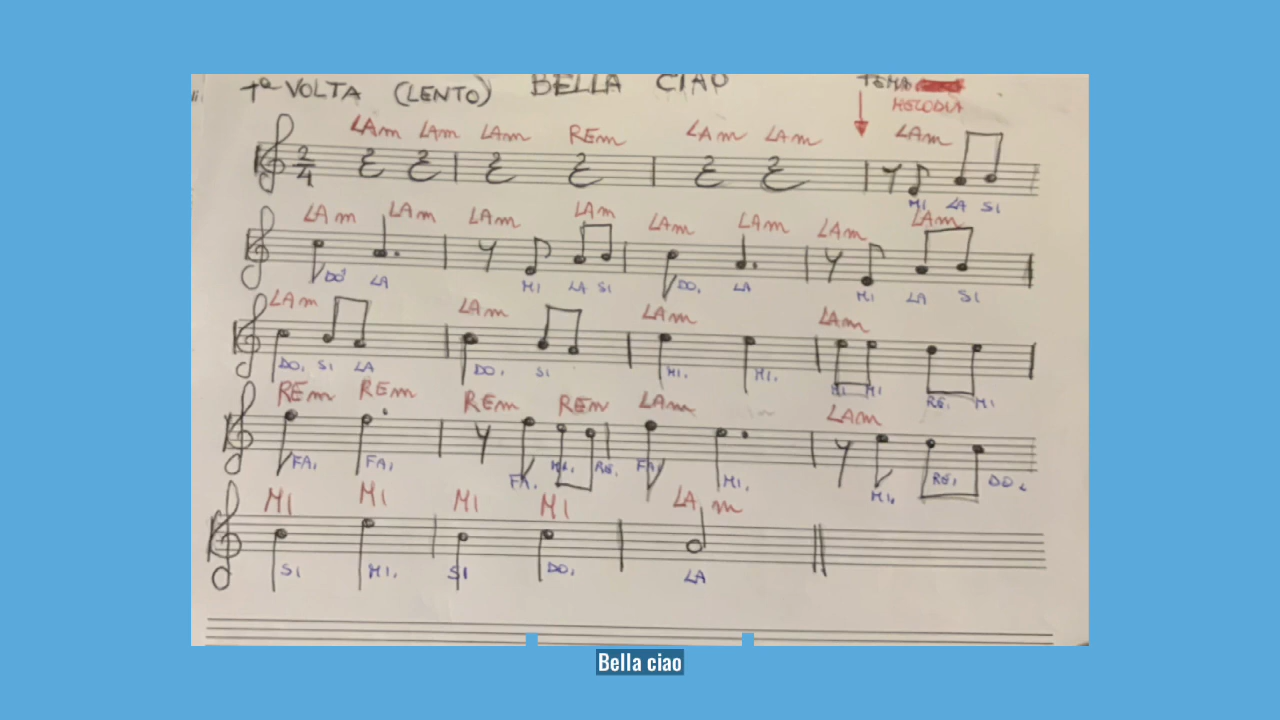 1ª VOLTA (LENTO) BELLA CIAO TEMA
MELODIA
LAm LAm LAm REm LAm LAm LAm
2/4
MI LA SI
LAm LAm LAm LAm LAm LAm LAm LAm
DO' LA MI LA SI DO, LA MI LA SI
LAm LAm LAm LAm
DO, SI LA DO, SI MI, MI, MI MI RE, MI
REm REm REm REm LAm LAm
FA, FA, FA, MI, RE, FA, MI, MI, RE, DO,
MI MI MI MI LAm
SI MI, SI DO, LA
Bella ciao